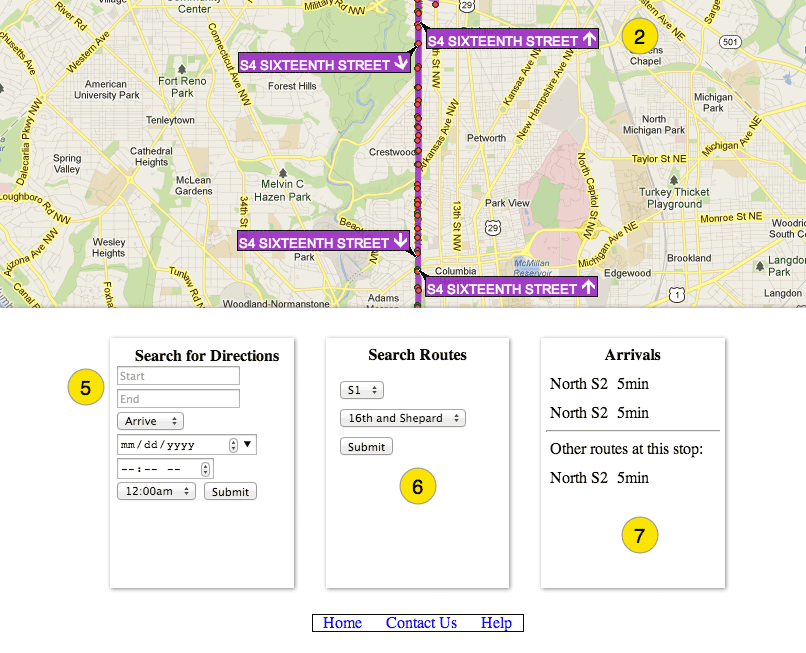 Village
Community
Center
Military Rd NW
29
S4 SIXTEENTH STREET ↑
2
501
S4 SIXTEENTH STREET ↓
Connecticut Ave NW
Western Ave NW
Fort Reno
Park
Forest Hills
Chapel
American
University Park
Kansas Ave NW
New Hampshire Ave NW
Michigan
Park
Dalecarlia Pkwy NW
Tenleytown
Petworth
North
Michigan Park
Michigan Ave NE
Spring
Valley
Cathedral
Heights
Crestwood
Arkansas Ave NW
Taylor St NE
McLean
Gardens
Melvin C
Hazen Park
Turkey Thicket
Playground
Loughboro Rd NW
34th St
Park View
13th St NW
North Capitol St NW
Monroe St NE
29
S4 SIXTEENTH STREET ↓
Wesley
Heights
Park
Michigan Ave NE
Brookland
Arizona Ave NW
Tunlaw Rd NW
Columbia
McMillan
Reservoir
Edgewood
Langdon
Park
Canal R
S4 SIXTEENTH STREET ↑
1
Langdon
Woodland-Normanstone
Adams
Search for Directions
Start
End
Arrive
mm/dd/yyyy
--:-- --
12:00am Submit
5
Search Routes
S1
16th and Shepard
Submit
6
Arrivals
North S2 5min
North S2 5min
Other routes at this stop:
North S2 5min
7
Home Contact Us Help